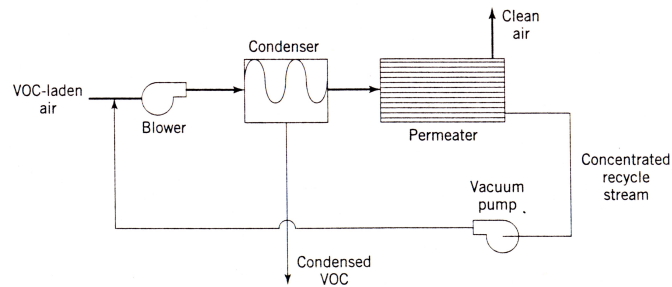 Clean
air
Condenser
VOC-laden
air
Blower
Permeater
Concentrated
recycle
stream
Vacuum
pump
Condensed
VOC